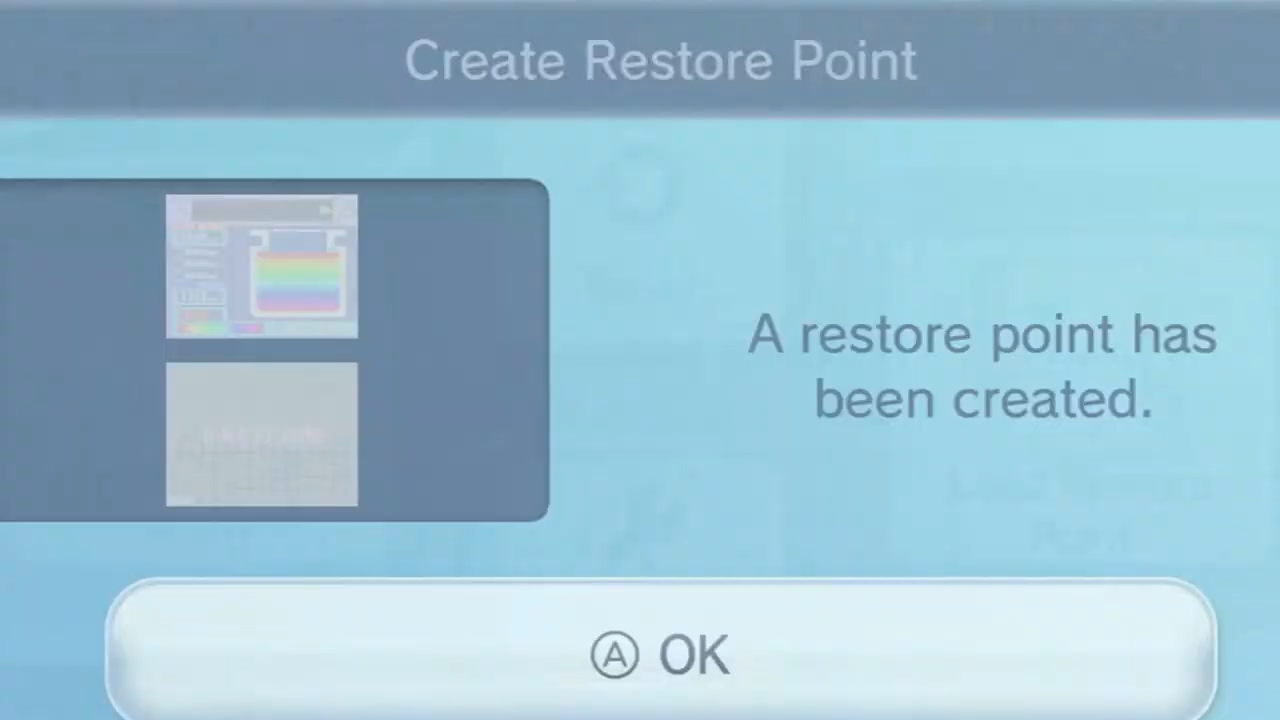 Create Restore Point
A restore point has
been created.
Ⓐ OK